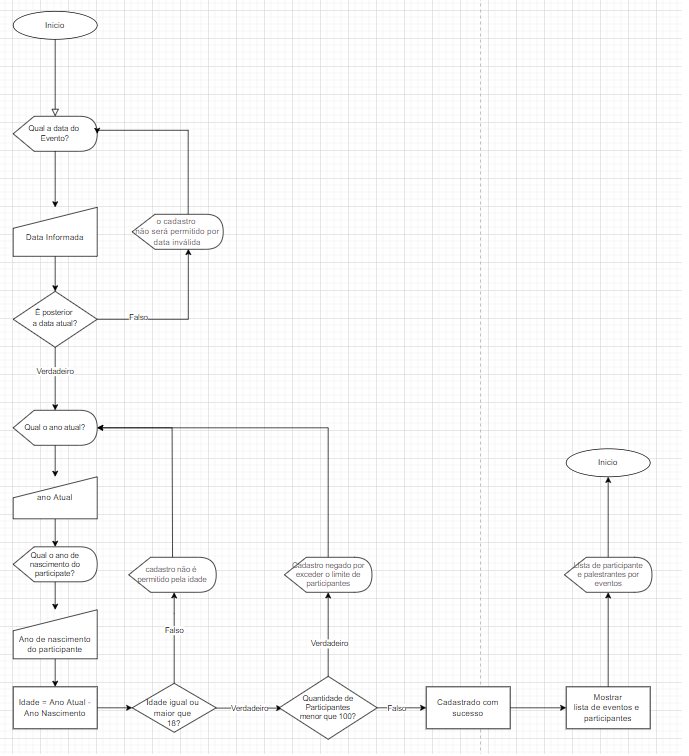 Inicio
Qual a data do
Evento?
Data Informada
o cadastro
não será permitido por
data inválida
É posterior
a data atual?
Falso
Verdadeiro
Qual o ano atual?
ano Atual
Qual o ano de
nascimento do
participate?
Ano de nascimento
do participante
Idade = Ano Atual -
Ano Nascimento
cadastro não é
permitido pela idade
Falso
Idade igual ou
maior que
18?
Verdadeiro
Cadastro negado por
exceder o limite de
participantes
Verdadeiro
Quantidade de
Participantes
menor que 100?
Falso
Cadastrado com
sucesso
Mostrar
lista de eventos e
participantes
Lista de participante
e palestrantes por
eventos
Inicio